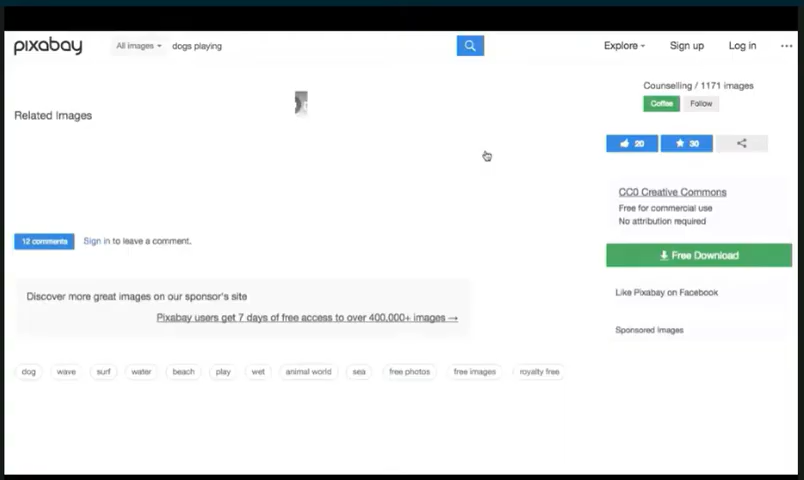 pixabay All images dogs playing Explore Sign up Log in ...
Counselling / 1171 images
Coffee Follow
Related Images
20 30
CC0 Creative Commons
Free for commercial use
No attribution required
12 comments Sign in to leave a comment.
Free Download
Like Pixabay on Facebook
Discover more great images on our sponsor's site
Pixabay users get 7 days of free access to over 400,000+ images →
Sponsored Images
dog wave surf water beach play wet animal world sea free photos free images royalty free